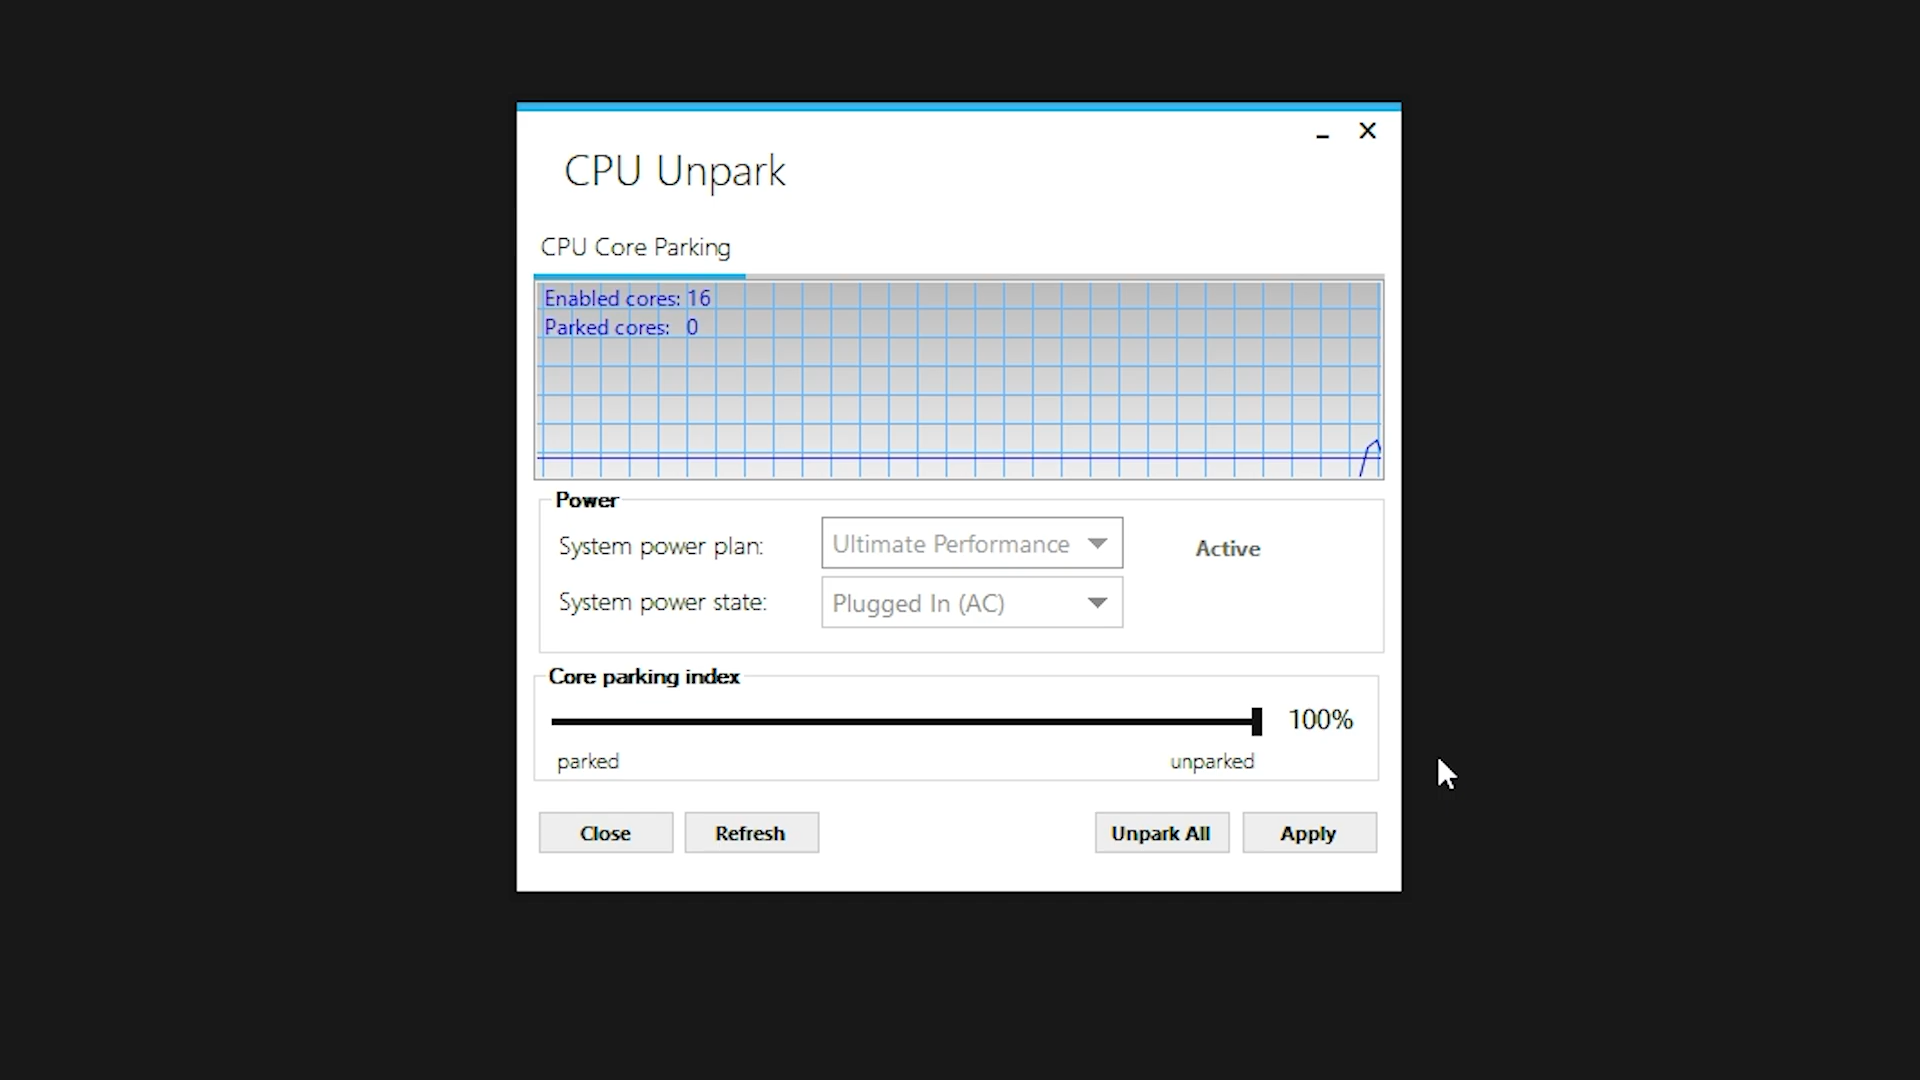 CPU Unpark
CPU Core Parking
Enabled cores: 16
Parked cores: 0
Power
System power plan: Ultimate Performance Active
System power state: Plugged In (AC)
Core parking index
100%
parked unparked
Close Refresh Unpark All Apply